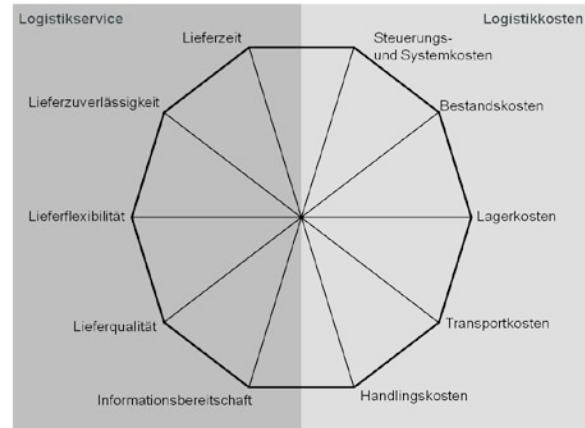 Logistikservice
Logistikkosten
Lieferzeit
Steuerungs-
und Systemkosten
Lieferzuverlässigkeit
Bestandskosten
Lieferflexibilität
Lagerkosten
Lieferqualität
Transportkosten
Informationsbereitschaft
Handlingskosten